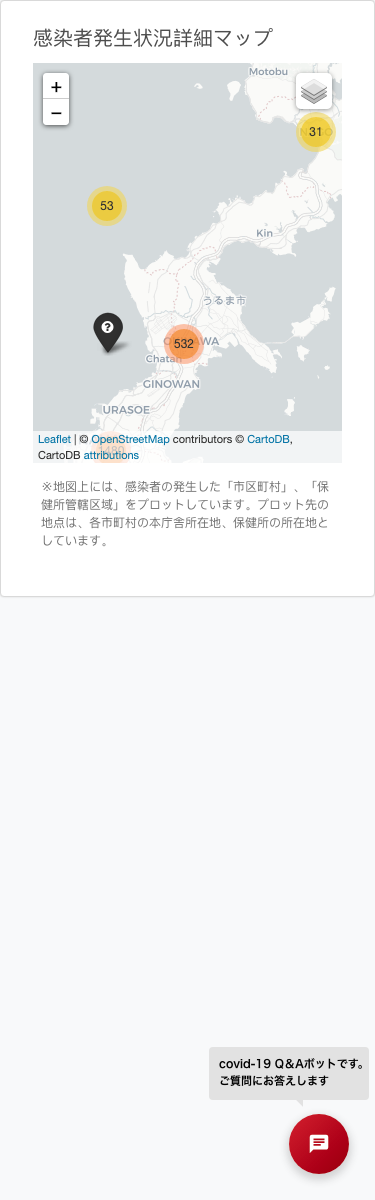 感染者発生状況詳細マップ
Motobu
+
−
31
53
Kin
うるま市
532
Chatan
GINOWAN
URASOE
Leaflet | © OpenStreetMap contributors © CartoDB,
CartoDB attributions
※地図上には、感染者の発生した「市区町村」、「保
健所管轄区域」をプロットしています。プロット先の
地点は、各市町村の本庁舎所在地、保健所の所在地と
しています。
covid-19 Q&Aボットです。
ご質問にお答えします